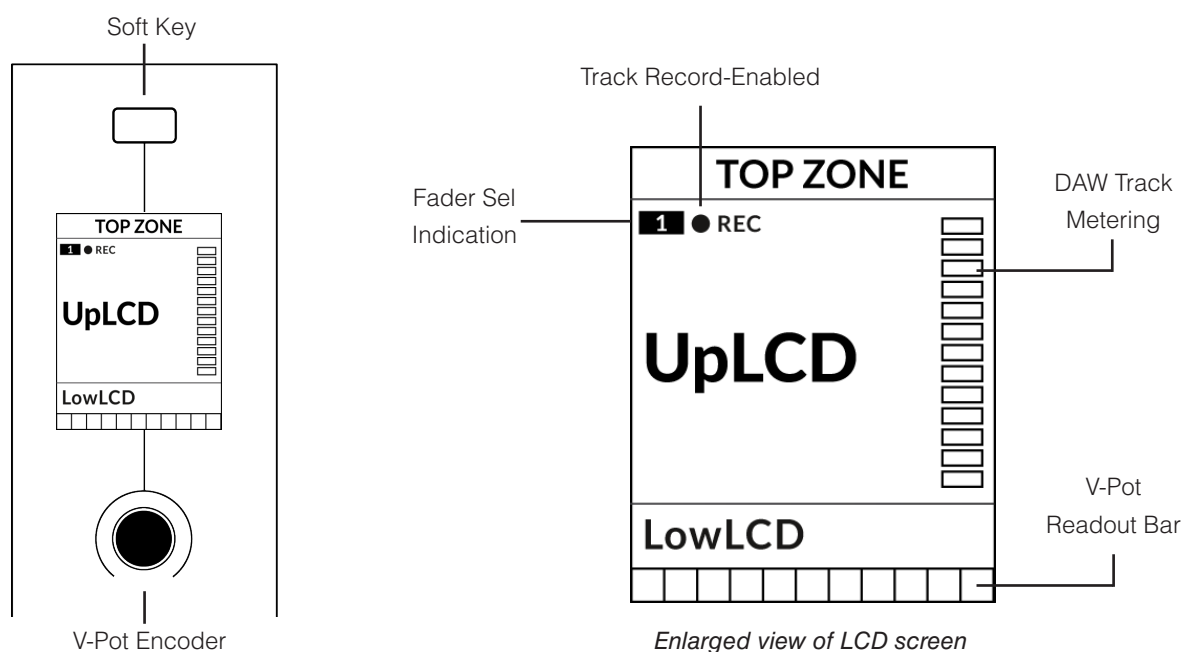 Soft Key
TOP ZONE
1 REC
UpLCD
LowLCD
V-Pot Encoder
Track Record-Enabled
Fader Sel
Indication
TOP ZONE
1 REC
DAW Track
Metering
UpLCD
V-Pot
Readout Bar
LowLCD
Enlarged view of LCD screen